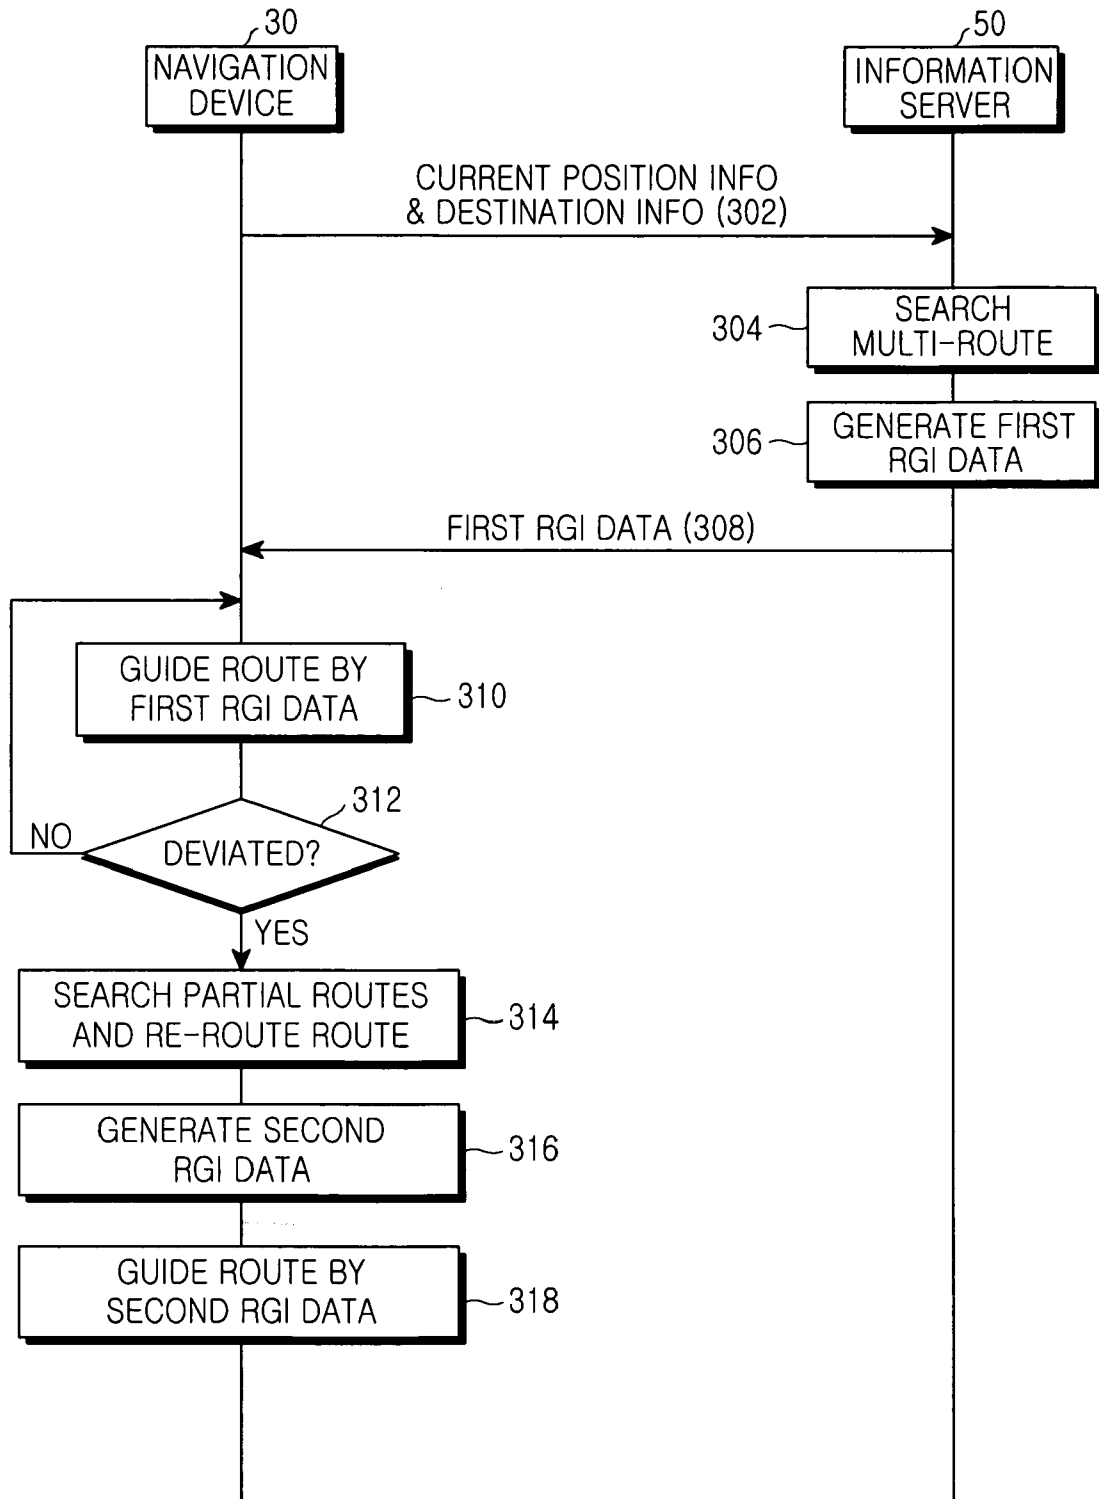 30
NAVIGATION
DEVICE
50
INFORMATION
SERVER
CURRENT POSITION INFO
& DESTINATION INFO (302)
304
SEARCH
MULTI-ROUTE
306
GENERATE FIRST
RGI DATA
FIRST RGI DATA (308)
GUIDE ROUTE BY
FIRST RGI DATA
310
312
NO
DEVIATED?
YES
SEARCH PARTIAL ROUTES
AND RE-ROUTE ROUTE
314
GENERATE SECOND
RGI DATA
316
GUIDE ROUTE BY
SECOND RGI DATA
318